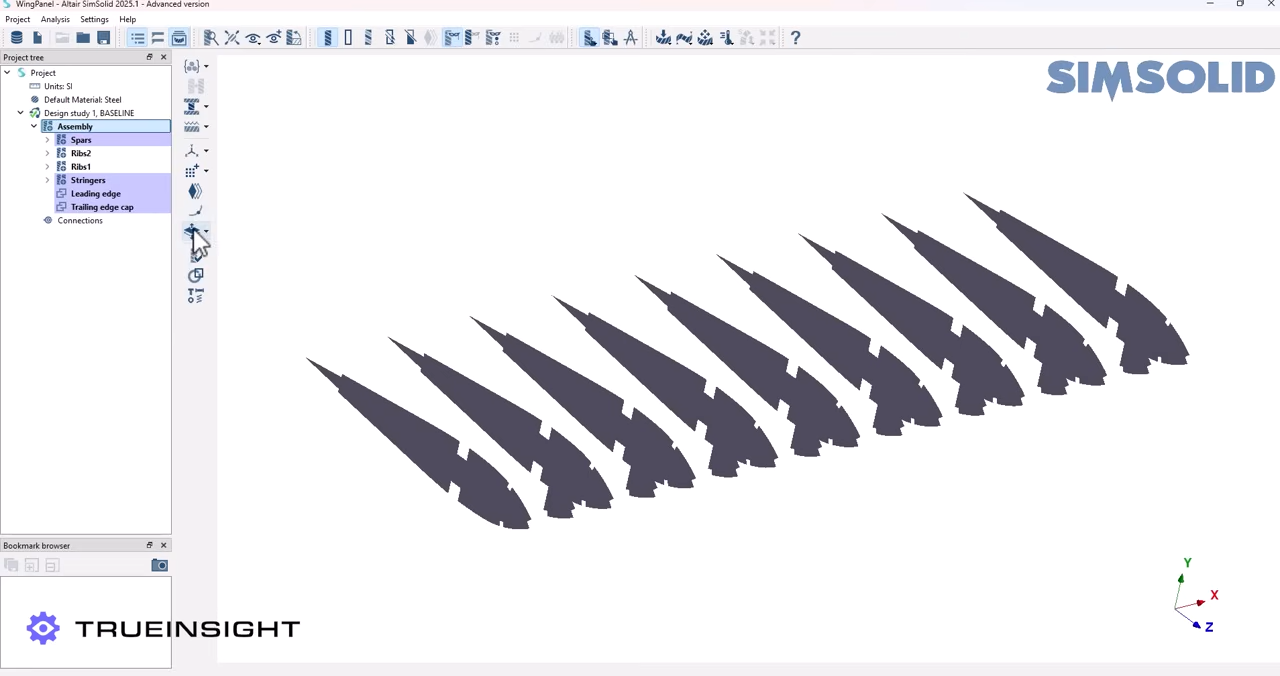 WingPanel - Altair SimSolid 2025.1 - Advanced version
Project Analysis Settings Help
Project tree
Project
Units: SI
Default Material: Steel
Design study 1, BASELINE
Assembly
Spars
Ribs2
Ribs1
Stringers
Leading edge
Trailing edge cap
Connections
SIMSOLID
Bookmark browser
TRUEINSIGHT
Y
X
Z